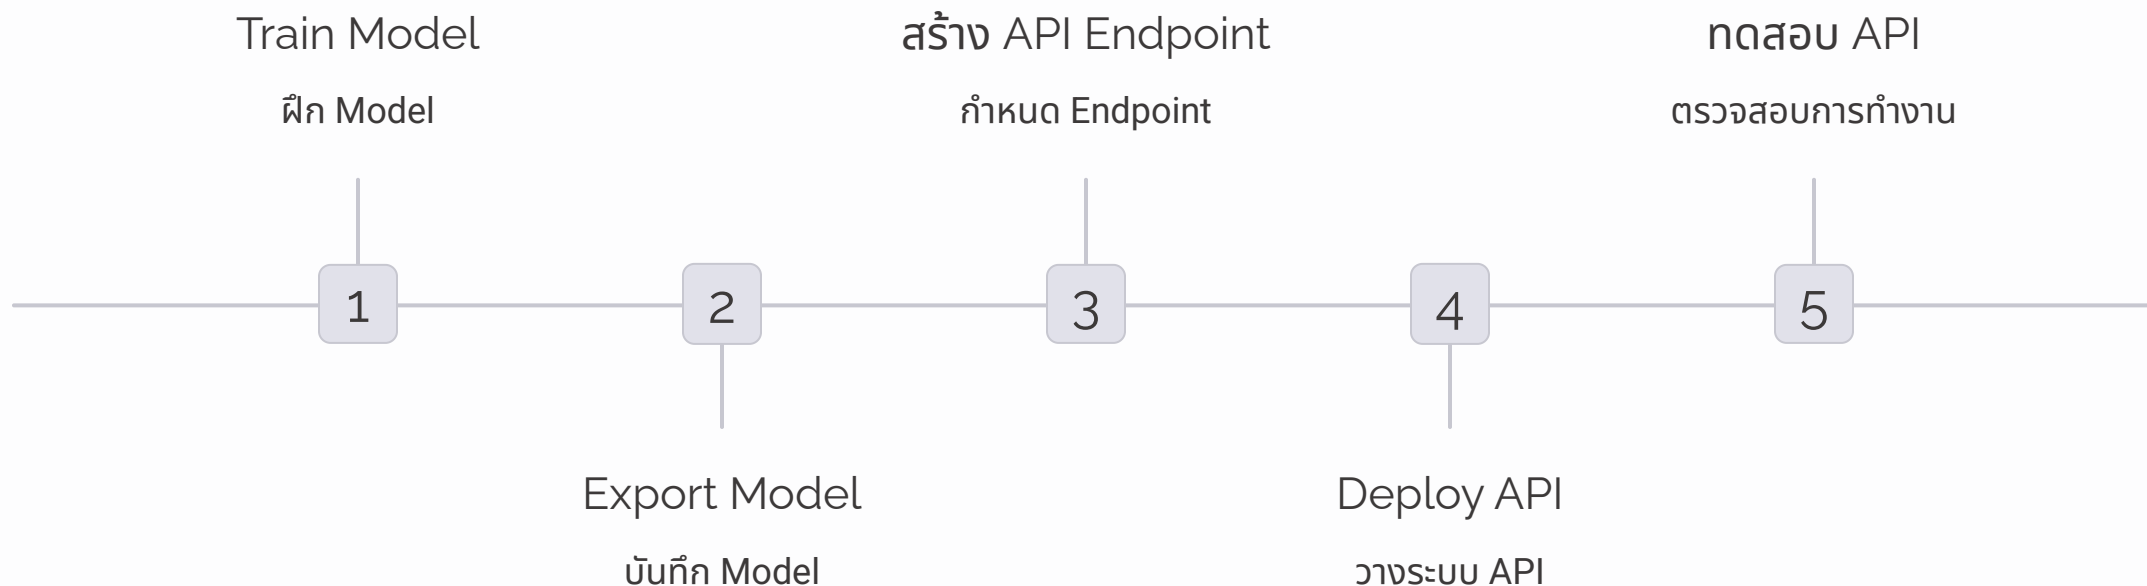 Train Model
ฝึก Model
สร้าง API Endpoint
กำหนด Endpoint
ทดสอบ API
ตรวจสอบการทำงาน
1
2
3
4
5
Export Model
บันทึก Model
Deploy API
วางระบบ API